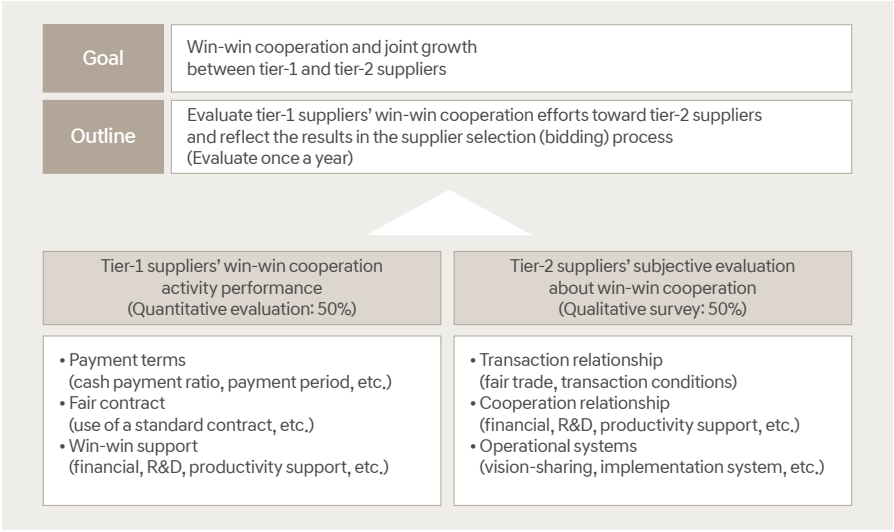 Goal
Win-win cooperation and joint growth
between tier-1 and tier-2 suppliers
Outline
Evaluate tier-1 suppliers’ win-win cooperation efforts toward tier-2 suppliers
and reflect the results in the supplier selection (bidding) process
(Evaluate once a year)
Tier-1 suppliers’ win-win cooperation
activity performance
(Quantitative evaluation: 50%)
• Payment terms
(cash payment ratio, payment period, etc.)
• Fair contract
(use of a standard contract, etc.)
• Win-win support
(financial, R&D, productivity support, etc.)
Tier-2 suppliers’ subjective evaluation
about win-win cooperation
(Qualitative survey: 50%)
• Transaction relationship
(fair trade, transaction conditions)
• Cooperation relationship
(financial, R&D, productivity support, etc.)
• Operational systems
(vision-sharing, implementation system, etc.)